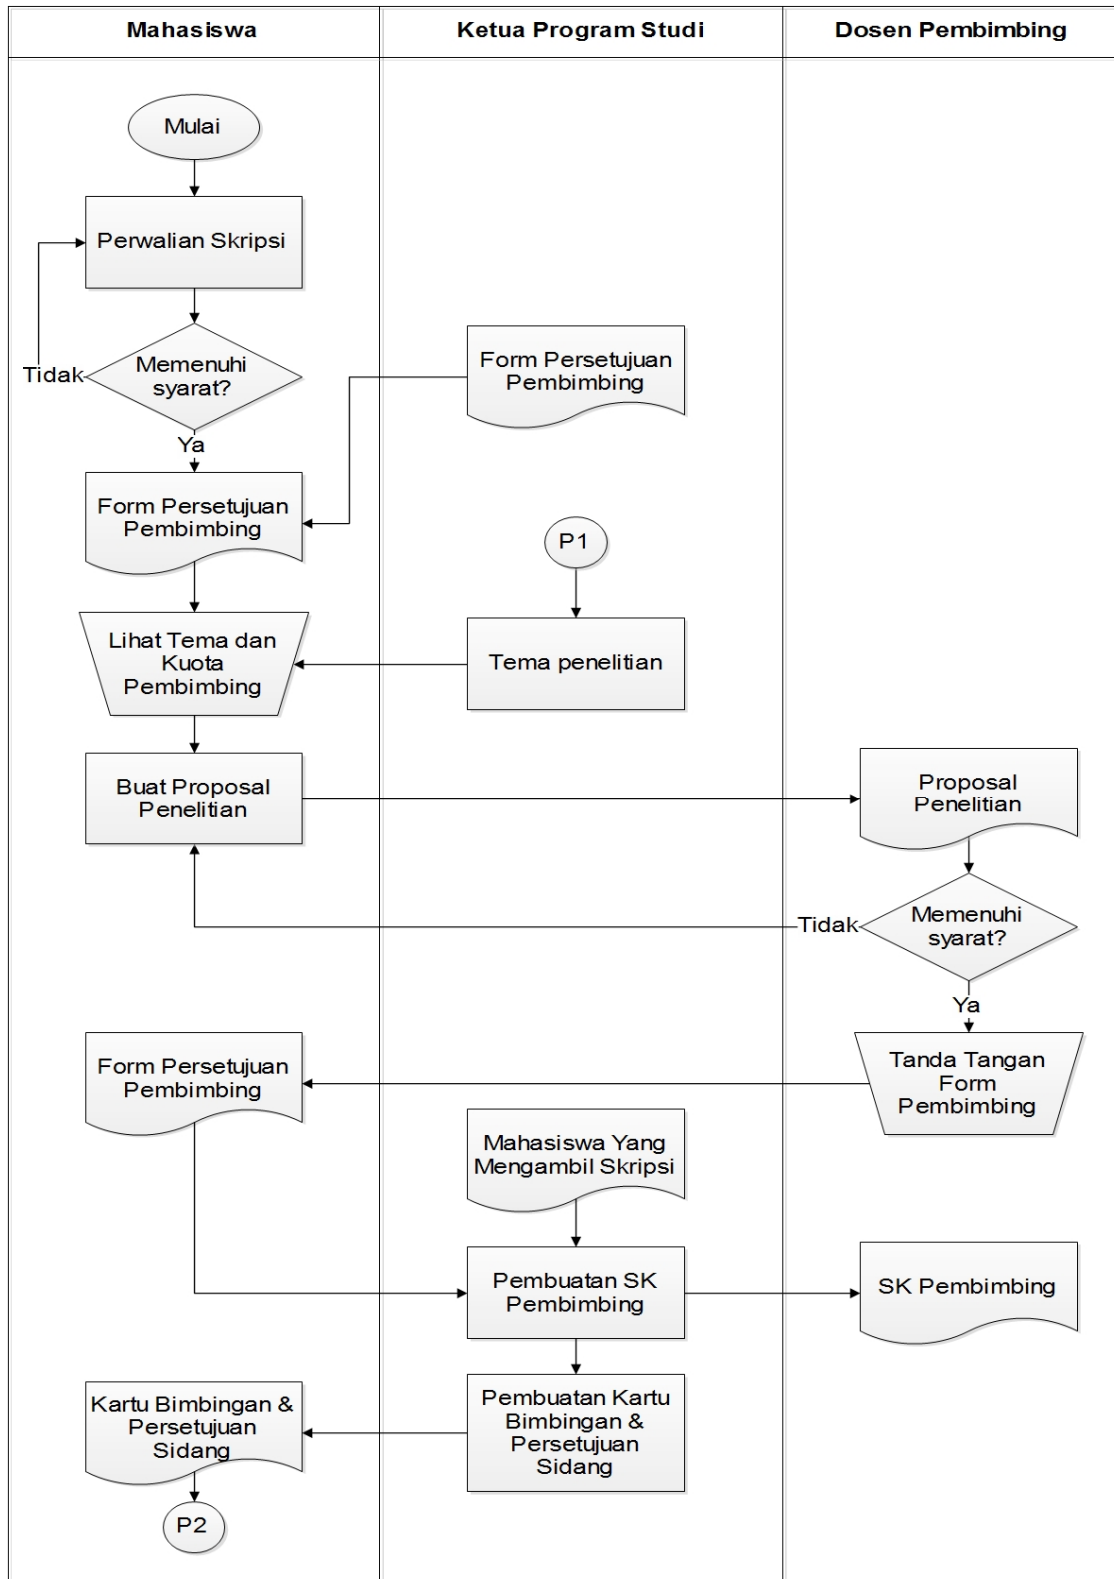 Mahasiswa
Ketua Program Studi
Dosen Pembimbing
Mulai
Perwalian Skripsi
Memenuhi
syarat?
Tidak
Ya
Form Persetujuan
Pembimbing
Form Persetujuan
Pembimbing
P1
Lihat Tema dan
Kuota
Pembimbing
Tema penelitian
Buat Proposal
Penelitian
Proposal
Penelitian
Memenuhi
syarat?
Tidak
Ya
Tanda Tangan
Form
Pembimbing
Form Persetujuan
Pembimbing
Mahasiswa Yang
Mengambil Skripsi
Pembuatan SK
Pembimbing
SK Pembimbing
Pembuatan Kartu
Bimbingan &
Persetujuan
Sidang
Kartu Bimbingan &
Persetujuan
Sidang
P2